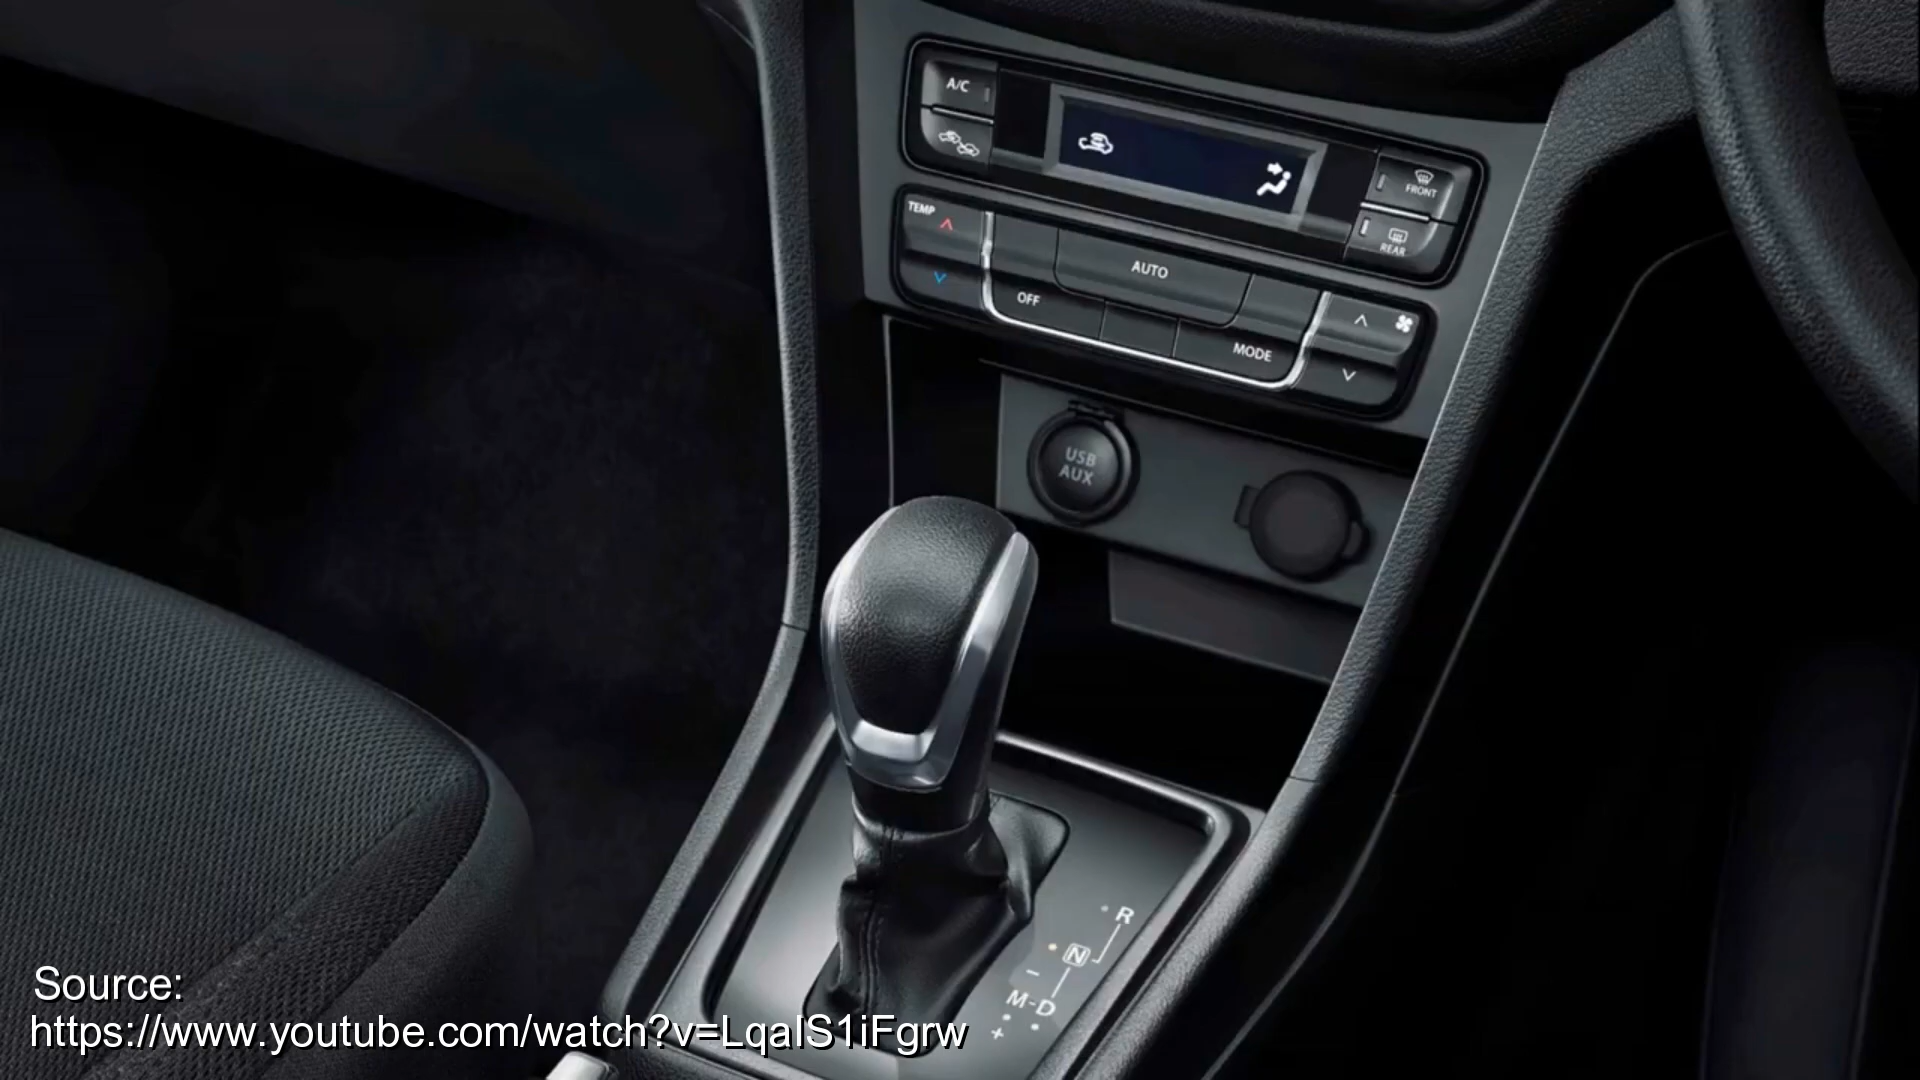 A/C
FRONT
REAR
TEMP
AUTO
OFF
MODE
USB
AUX
R
N
-
M-D
+
Source:
https://www.youtube.com/watch?v=LqaIS1iFgrw